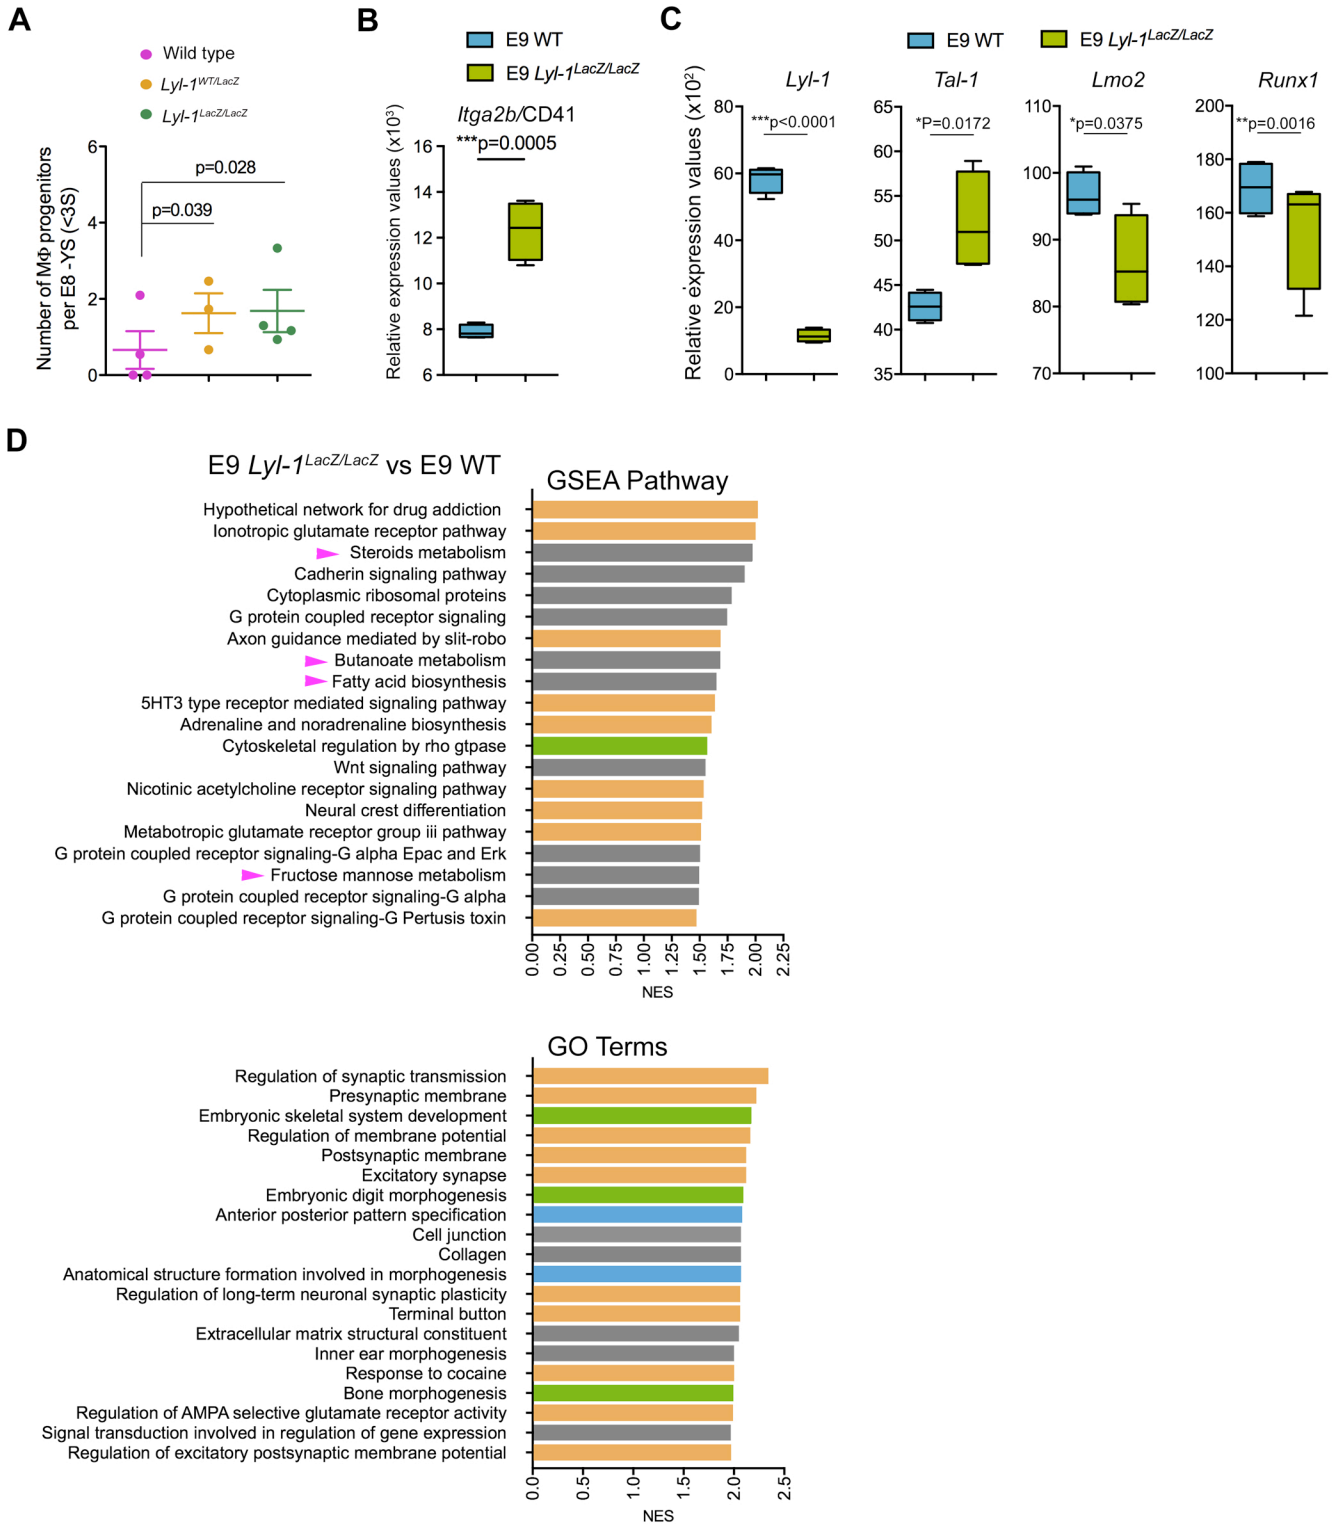 A
Wild type
Lyl-1WT/LacZ
Lyl-1LacZ/LacZ
Number of MΦ progenitors
per E8 -YS (<3S)
6
4
2
0
p=0.028
p=0.039
B
E9 WT
E9 Lyl-1LacZ/LacZ
Itga2b/CD41
***p=0.0005
Relative expression values (x10³)
16
14
12
10
8
6
C
E9 WT
E9 Lyl-1LacZ/LacZ
Relative expression values (x10²)
Lyl-1
***p<0.0001
80
60
40
20
0
Tal-1
*P=0.0172
65
60
55
50
45
40
35
Lmo2
*p=0.0375
110
100
90
80
70
Runx1
**p=0.0016
200
180
160
140
120
100
D
E9 Lyl-1LacZ/LacZ vs E9 WT
GSEA Pathway
Hypothetical network for drug addiction
Ionotropic glutamate receptor pathway
Steroids metabolism
Cadherin signaling pathway
Cytoplasmic ribosomal proteins
G protein coupled receptor signaling
Axon guidance mediated by slit-robo
Butanoate metabolism
Fatty acid biosynthesis
5HT3 type receptor mediated signaling pathway
Adrenaline and noradrenaline biosynthesis
Cytoskeletal regulation by rho gtpase
Wnt signaling pathway
Nicotinic acetylcholine receptor signaling pathway
Neural crest differentiation
Metabotropic glutamate receptor group iii pathway
G protein coupled receptor signaling-G alpha Epac and Erk
Fructose mannose metabolism
G protein coupled receptor signaling-G alpha
G protein coupled receptor signaling-G Pertusis toxin
0.00 0.25 0.50 0.75 1.00 1.25 1.50 1.75 2.00 2.25
NES
GO Terms
Regulation of synaptic transmission
Presynaptic membrane
Embryonic skeletal system development
Regulation of membrane potential
Postsynaptic membrane
Excitatory synapse
Embryonic digit morphogenesis
Anterior posterior pattern specification
Cell junction
Collagen
Anatomical structure formation involved in morphogenesis
Regulation of long-term neuronal synaptic plasticity
Terminal button
Extracellular matrix structural constituent
Inner ear morphogenesis
Response to cocaine
Bone morphogenesis
Regulation of AMPA selective glutamate receptor activity
Signal transduction involved in regulation of gene expression
Regulation of excitatory postsynaptic membrane potential
0.0 0.5 1.0 1.5 2.0 2.5
NES